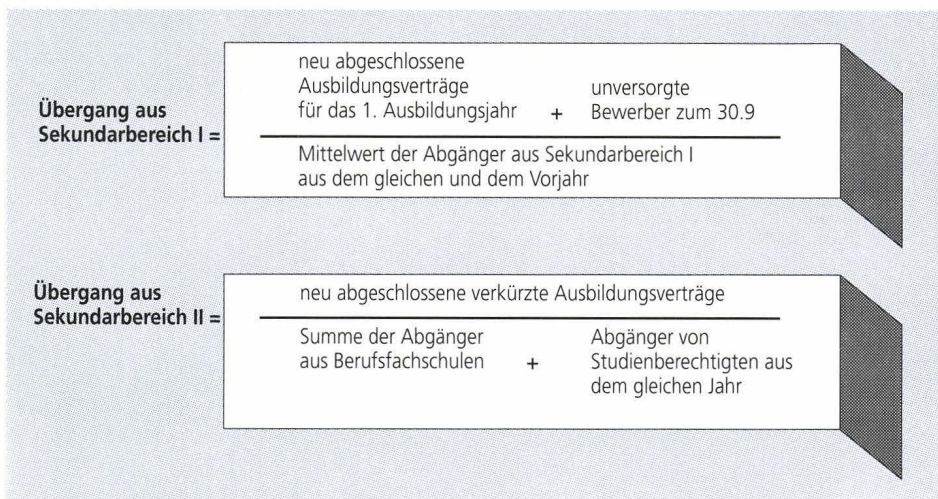 Übergang aus
Sekundarbereich I =
neu abgeschlossene
Ausbildungsverträge
für das 1. Ausbildungsjahr + unversorgte
Bewerber zum 30.9
Mittelwert der Abgänger aus Sekundarbereich I
aus dem gleichen und dem Vorjahr
Übergang aus
Sekundarbereich II =
neu abgeschlossene verkürzte Ausbildungsverträge
Summe der Abgänger
aus Berufsfachschulen +
Abgänger von
Studienberechtigten aus
dem gleichen Jahr